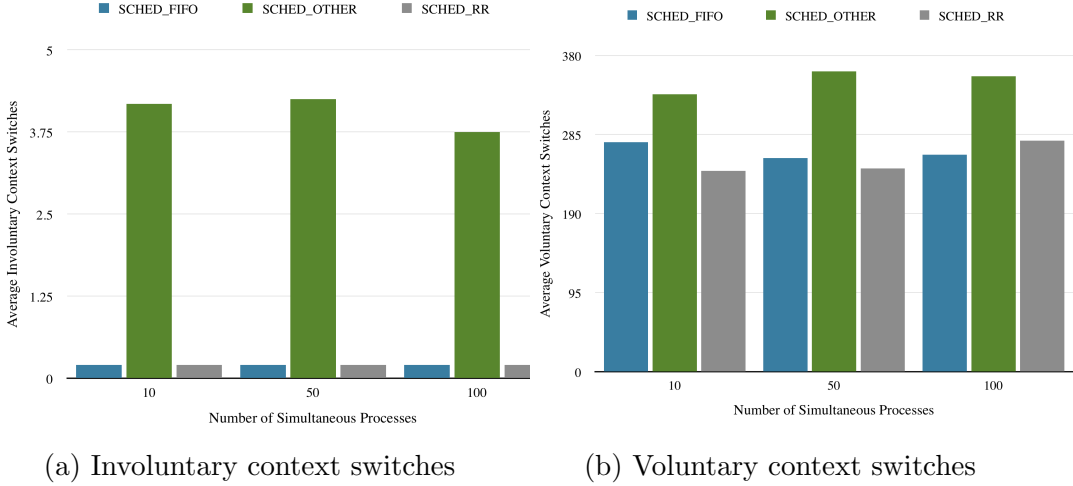 SCHED_FIFO SCHED_OTHER SCHED_RR
5
3.75
2.5
1.25
0
Average Involuntary Context Switches
10 50 100
Number of Simultaneous Processes
(a) Involuntary context switches
SCHED_FIFO SCHED_OTHER SCHED_RR
380
285
190
95
0
Average Voluntary Context Switches
10 50 100
Number of Simultaneous Processes
(b) Voluntary context switches